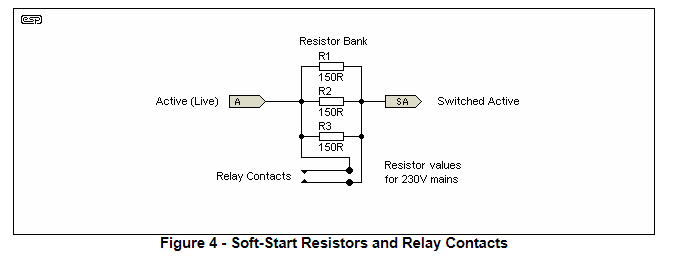 ESP
Resistor Bank
R1
150R
R2
Active (Live) A SA Switched Active
150R
R3
150R
Relay Contacts
Resistor values
for 230V mains
Figure 4 - Soft-Start Resistors and Relay Contacts